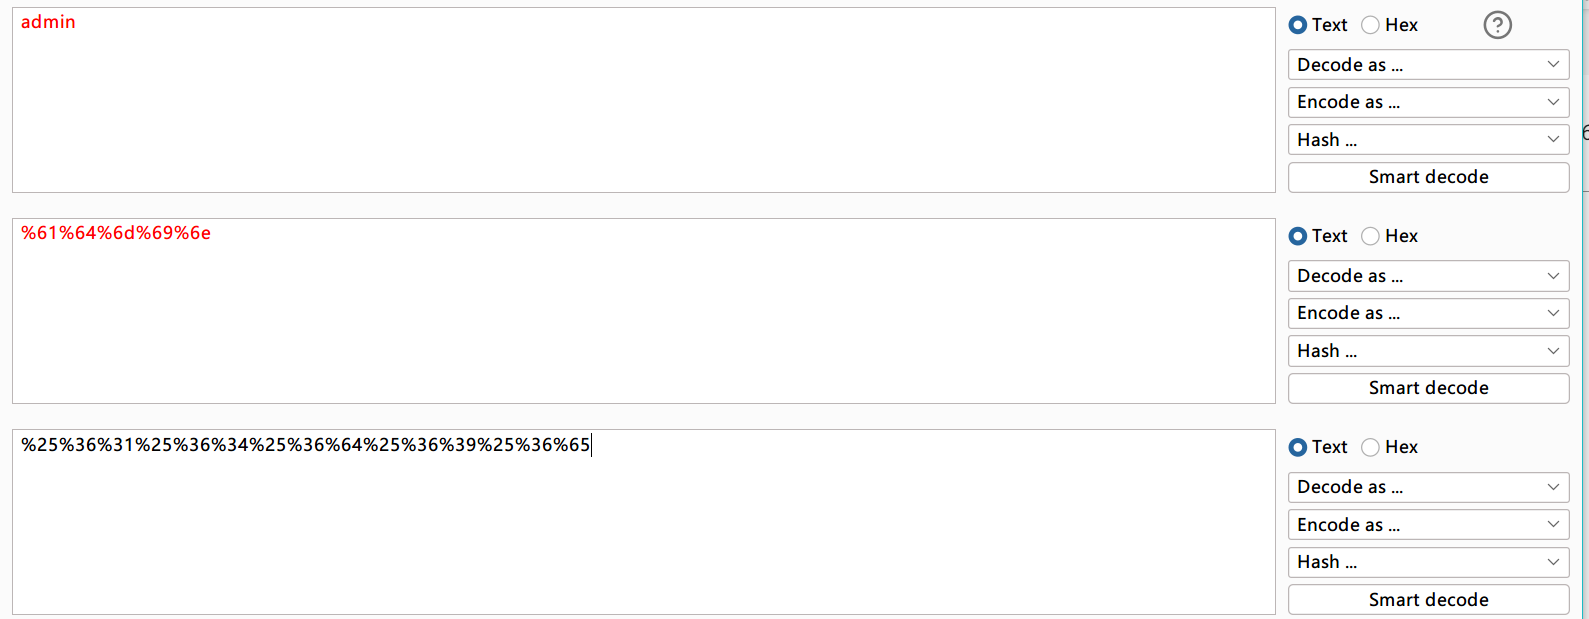 admin
Text Hex ?
Decode as ...
Encode as ...
Hash ...
Smart decode
%61%64%6d%69%6e
Text Hex
Decode as ...
Encode as ...
Hash ...
Smart decode
%25%36%31%25%36%34%25%36%64%25%36%39%25%36%65
Text Hex
Decode as ...
Encode as ...
Hash ...
Smart decode